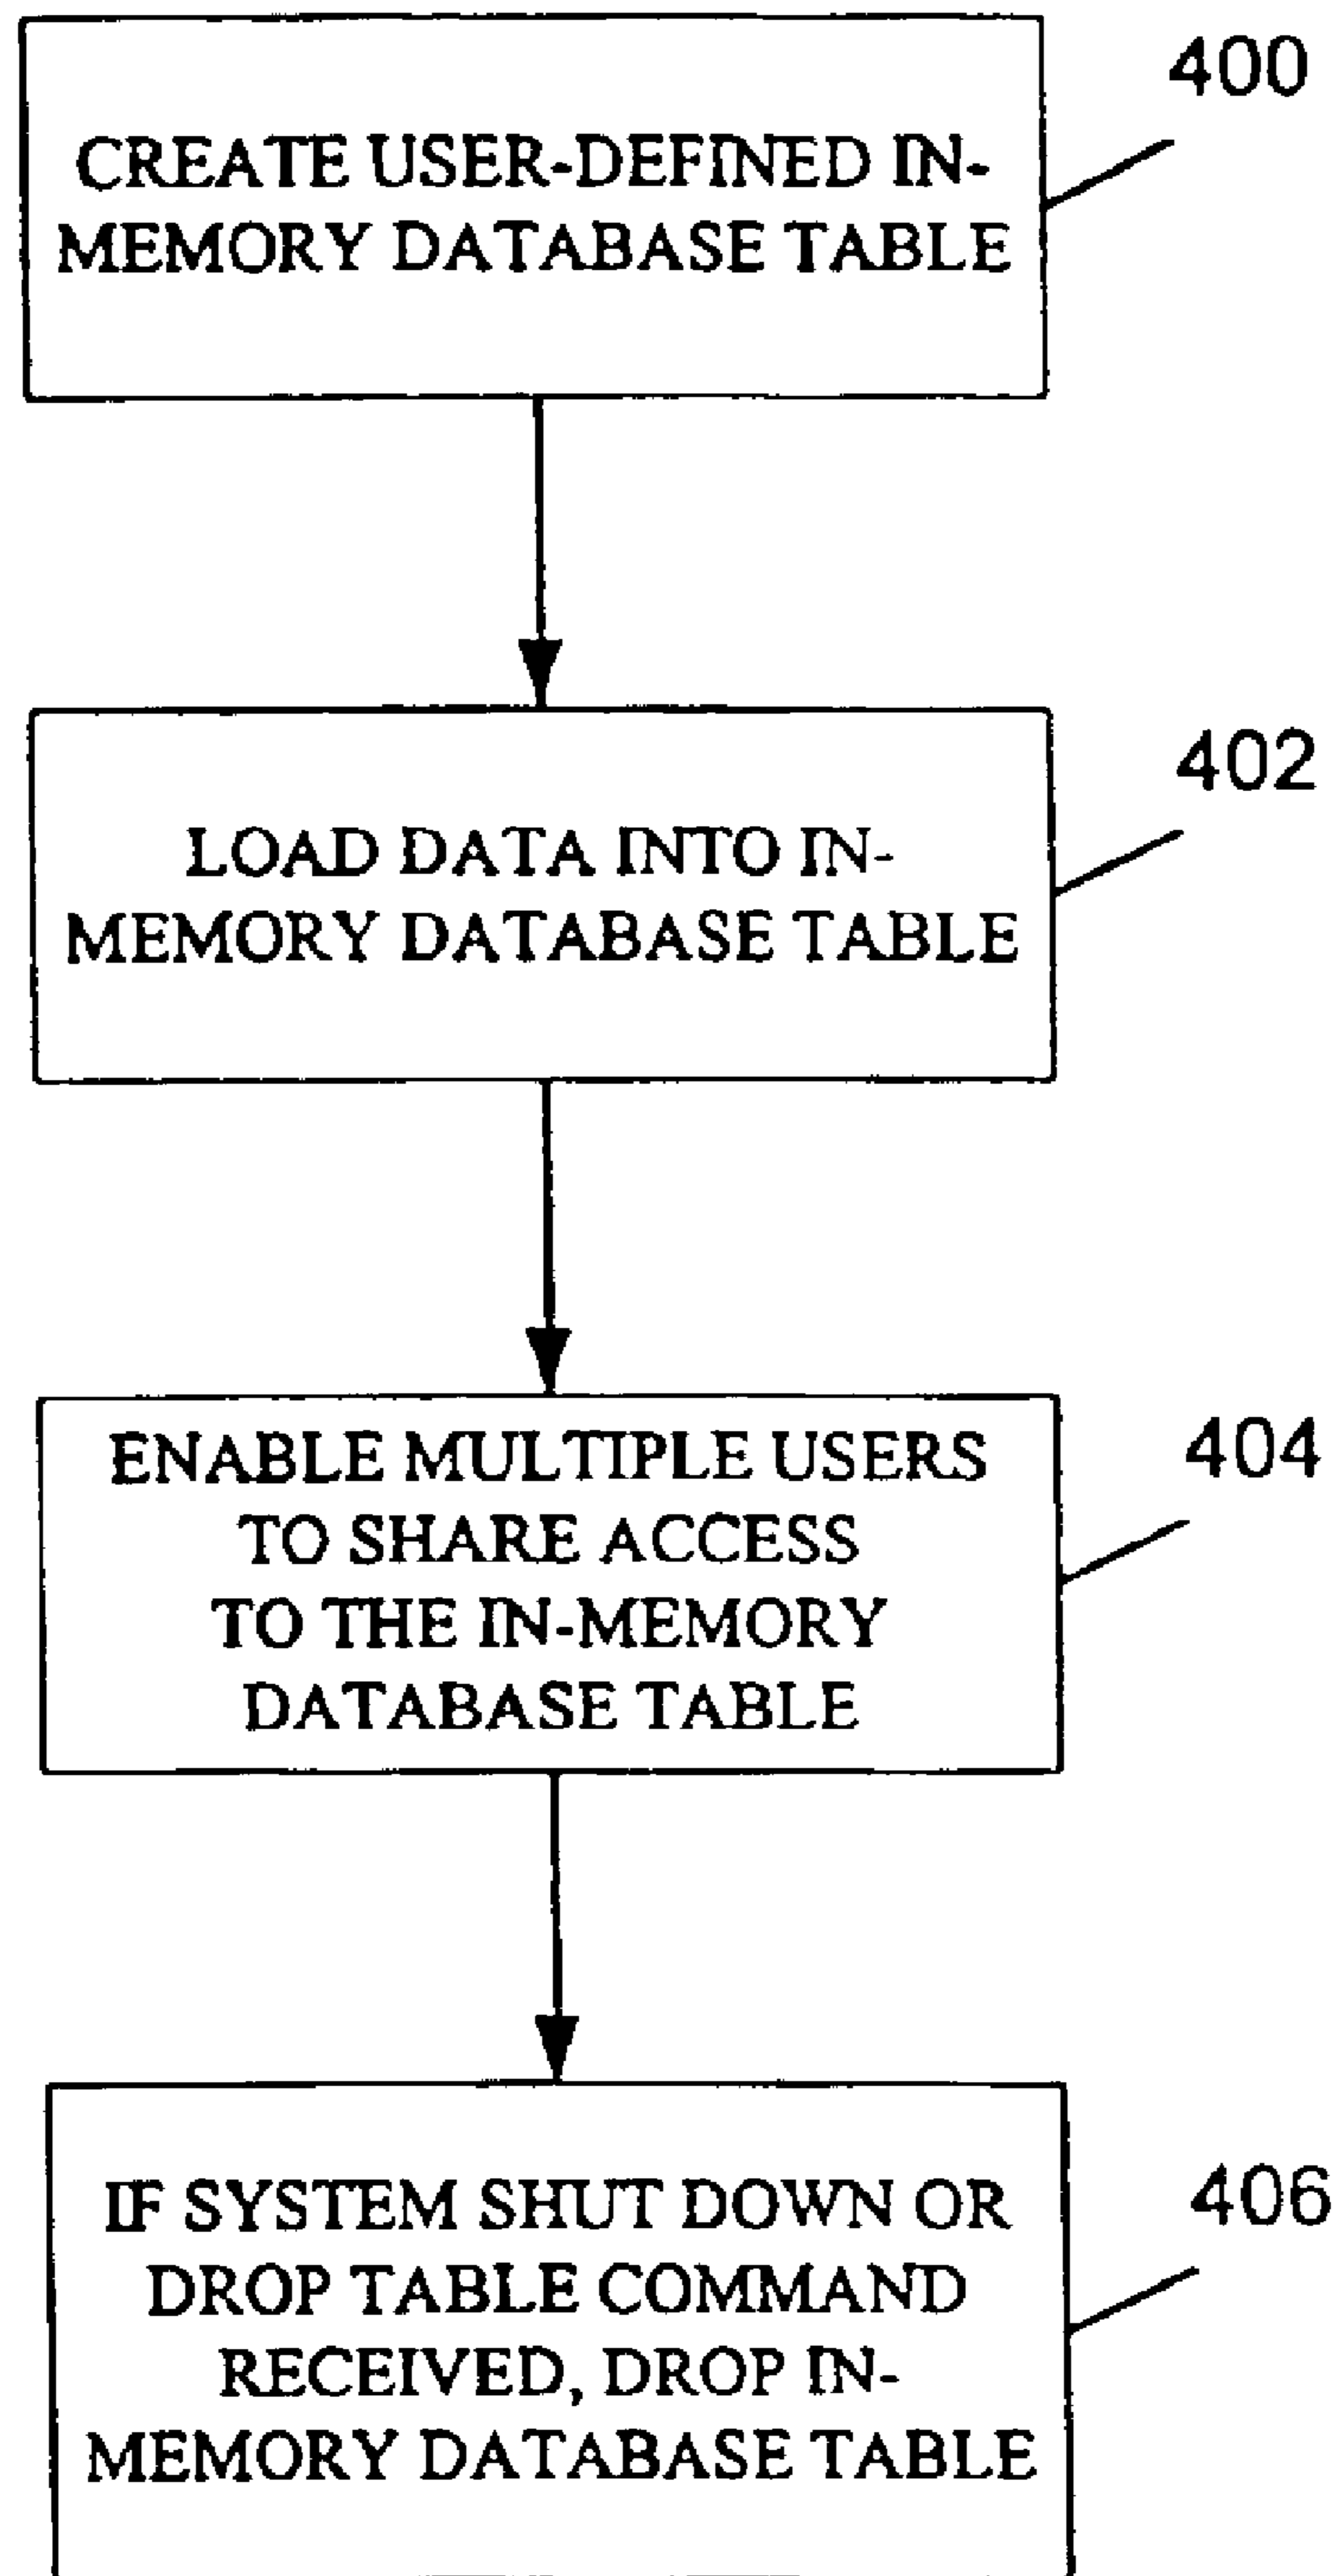 400
CREATE USER-DEFINED IN-
MEMORY DATABASE TABLE
402
LOAD DATA INTO IN-
MEMORY DATABASE TABLE
404
ENABLE MULTIPLE USERS
TO SHARE ACCESS
TO THE IN-MEMORY
DATABASE TABLE
406
IF SYSTEM SHUT DOWN OR
DROP TABLE COMMAND
RECEIVED, DROP IN-
MEMORY DATABASE TABLE